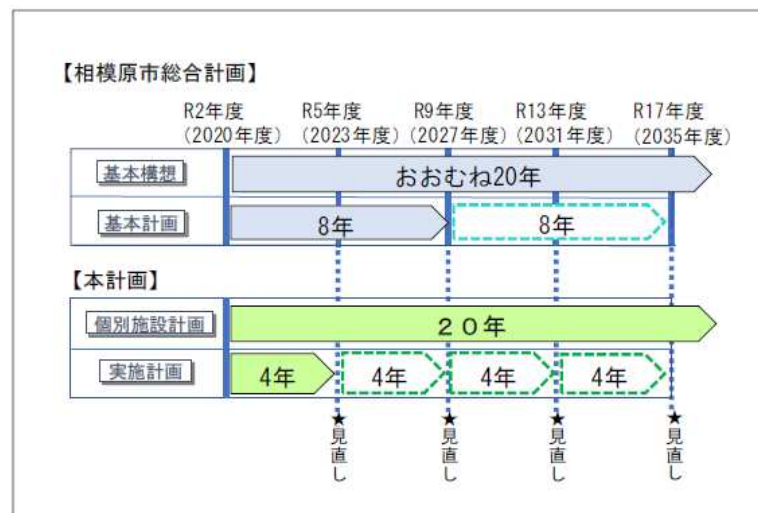 【相模原市総合計画】
R2年度 R5年度 R9年度 R13年度 R17年度
(2020年度) (2023年度) (2027年度) (2031年度) (2035年度)
基本構想 おおむね20年
基本計画 8年 8年
【本計画】
個別施設計画 20年
実施計画 4年 4年 4年 4年
★見直し ★見直し ★見直し ★見直し